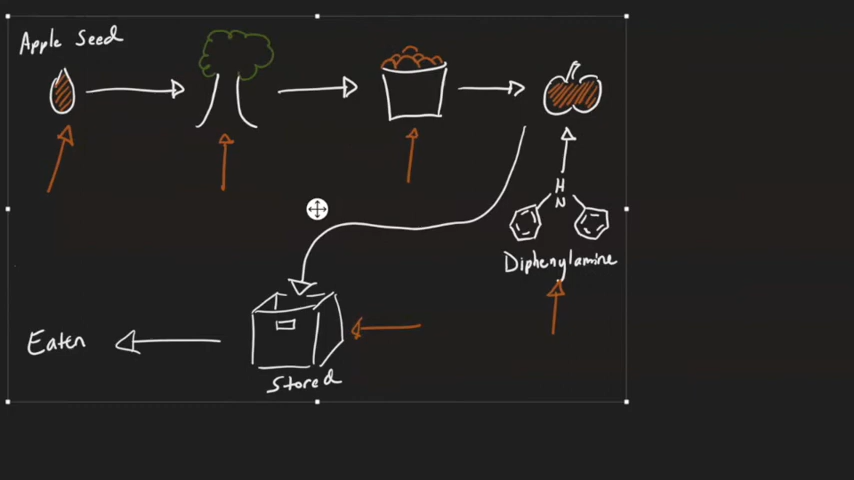 Apple Seed
H
N
Diphenylamine
Eaten
Stored